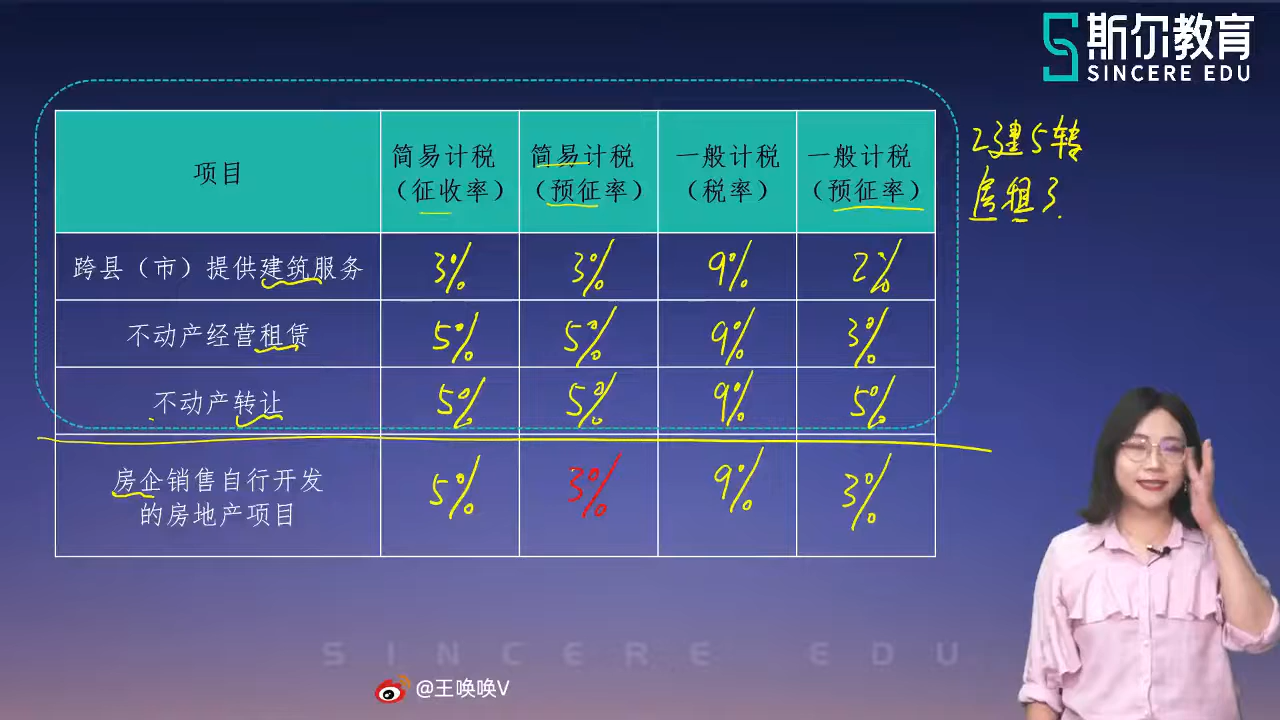 斯尔教育
SINCERE EDU
2建5转
房租3.
项目
简易计税
（征收率）
简易计税
（预征率）
一般计税
（税率）
一般计税
（预征率）
跨县（市）提供建筑服务
3%
3%
9%
2%
不动产经营租赁
5%
5%
9%
3%
不动产转让
5%
5%
9%
5%
房企销售自行开发
的房地产项目
5%
3%
9%
3%
SINCERE EDU
@王唤唤V